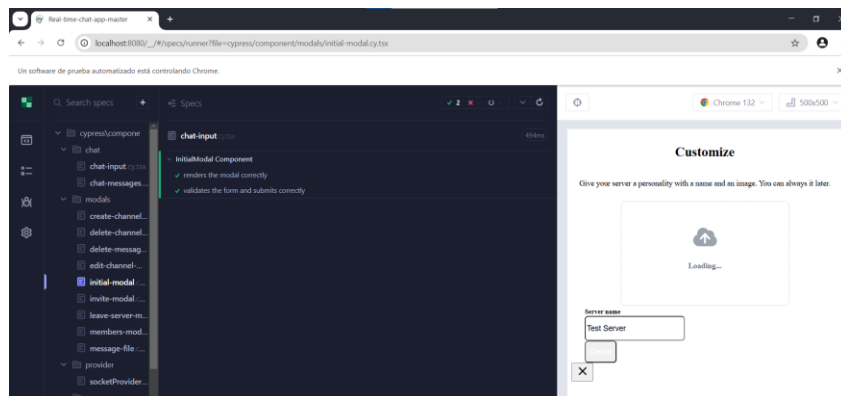 Real-time-chat-app-master
localhost:8080/__/#/specs/runner?file=cypress/component/modals/initial-modal.cy.tsx
Un software de prueba automatizado está controlando Chrome.
Search specs
Specs
2
Chrome 132
500x500
cypress\compone
chat
chat-input.cy.tsx
chat-messages...
modals
create-channel...
delete-channel...
delete-messag...
edit-channel-...
initial-modal.c...
invite-modal.c...
leave-server-m...
members-mod...
message-file.c...
provider
socketProvider...
chat-input.cy.tsx
494ms
InitialModal Component
renders the modal correctly
validates the form and submits correctly
Customize
Give your server a personality with a name and an image. You can always it later.
Loading...
Server name
Test Server